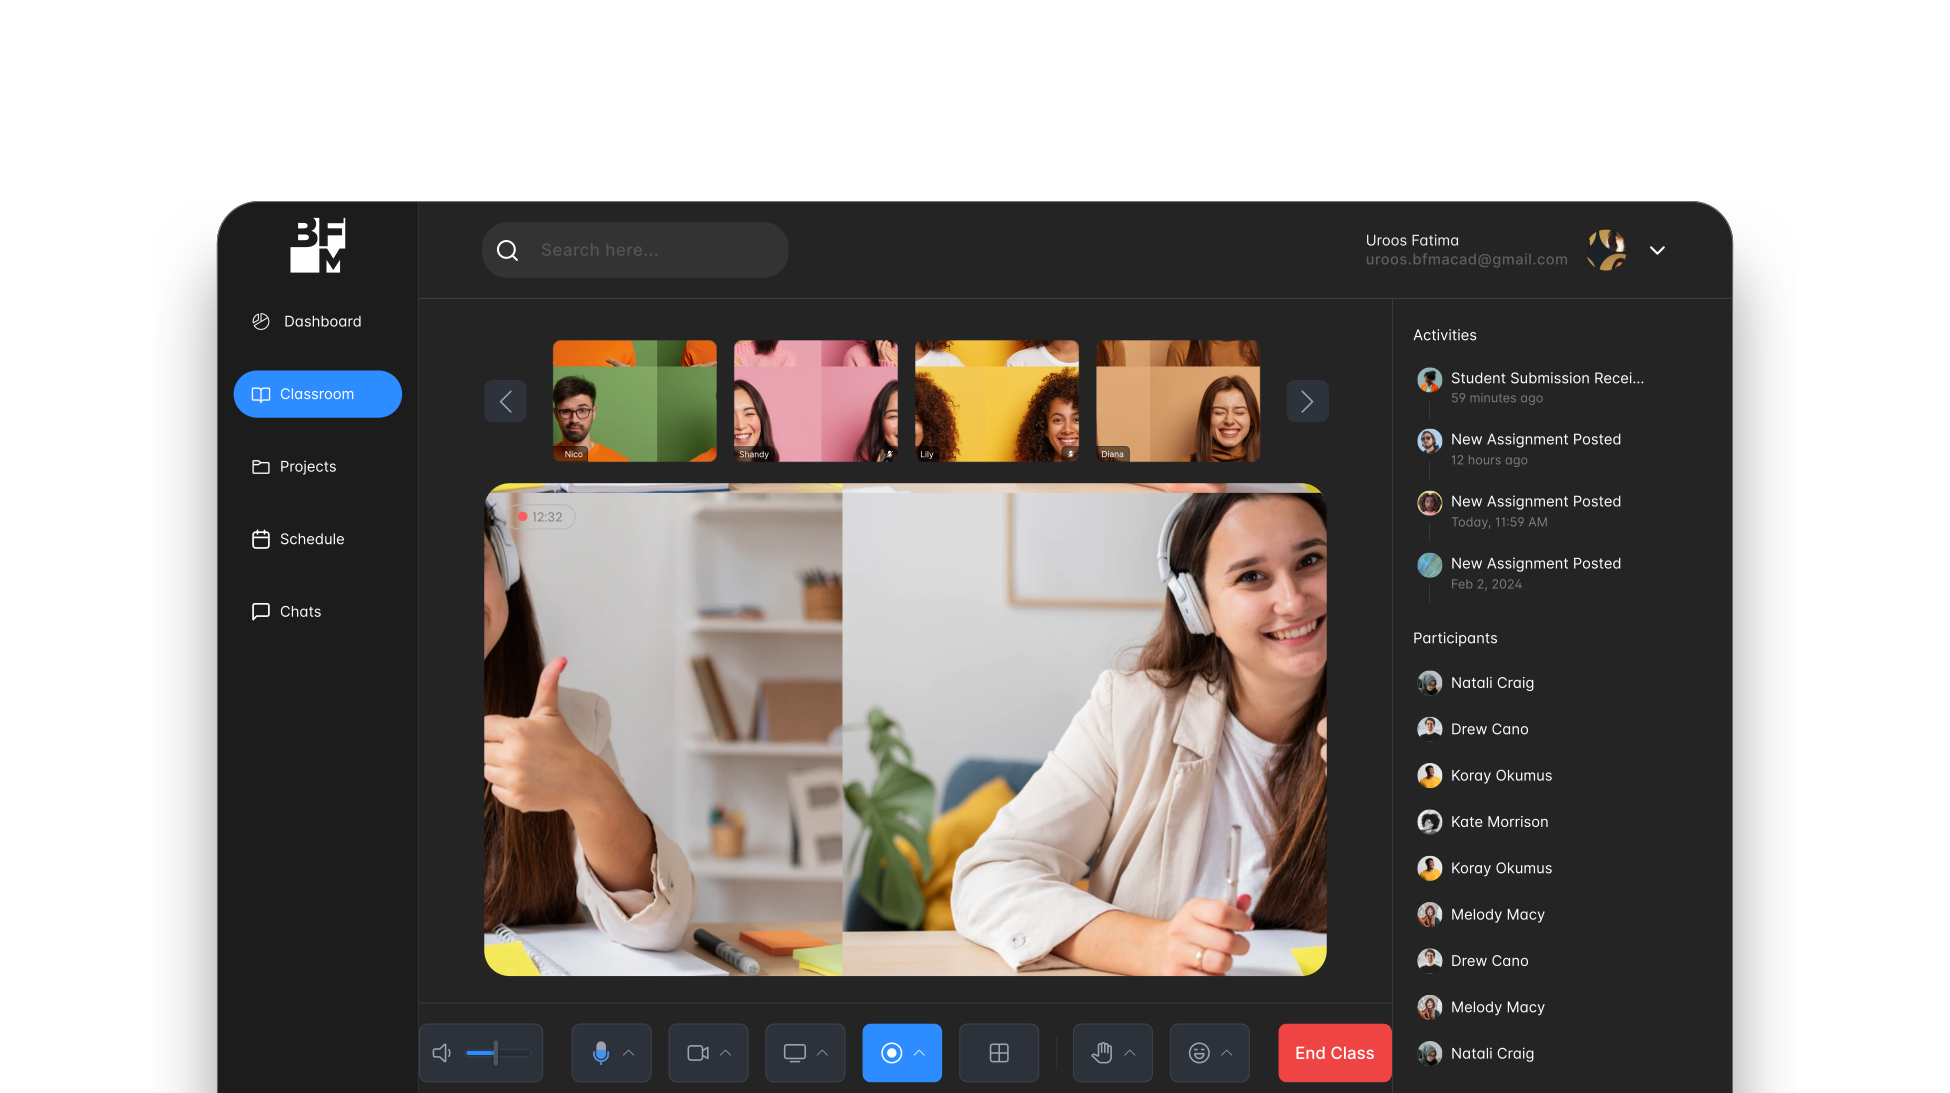 BFM
Search here...
Uroos Fatima
uroos.bfmacad@gmail.com
Dashboard
Classroom
Projects
Schedule
Chats
Nico
Shandy
Lily
Diana
12:32
End Class
Activities
Student Submission Recei...
59 minutes ago
New Assignment Posted
12 hours ago
New Assignment Posted
Today, 11:59 AM
New Assignment Posted
Feb 2, 2024
Participants
Natali Craig
Drew Cano
Koray Okumus
Kate Morrison
Koray Okumus
Melody Macy
Drew Cano
Melody Macy
Natali Craig